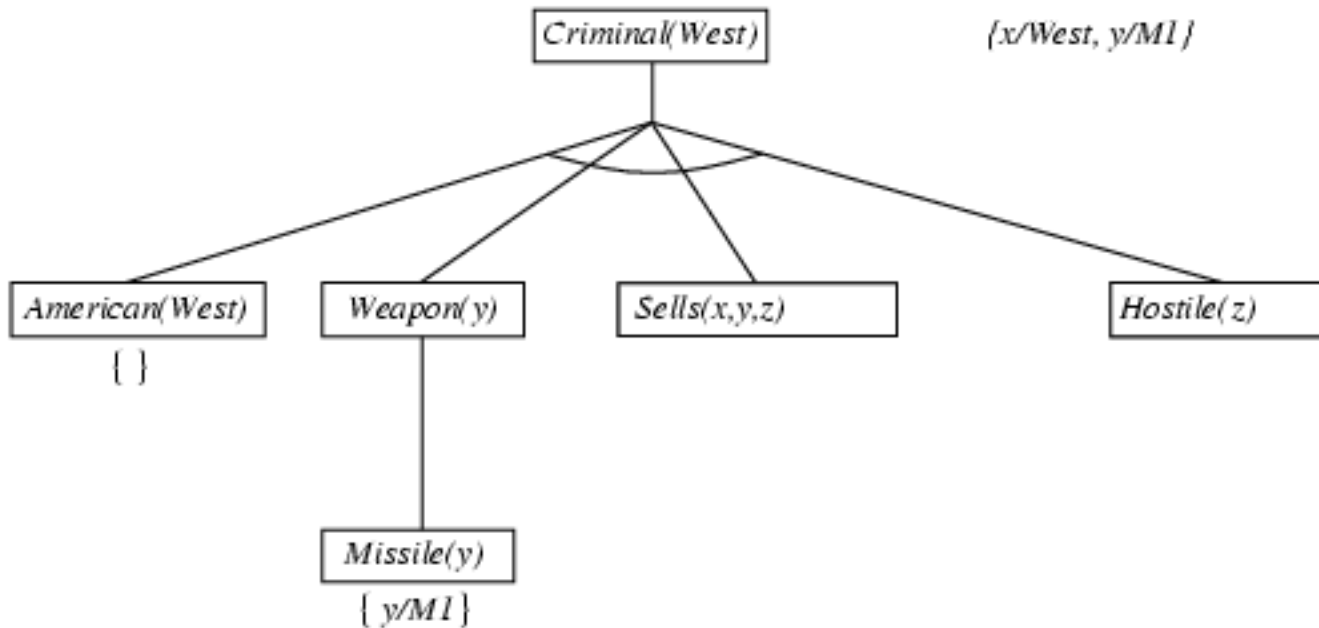 Criminal(West)
{x/West, y/M1}
American(West)
Weapon(y)
Sells(x,y,z)
Hostile(z)
{ }
Missile(y)
{ y/M1 }